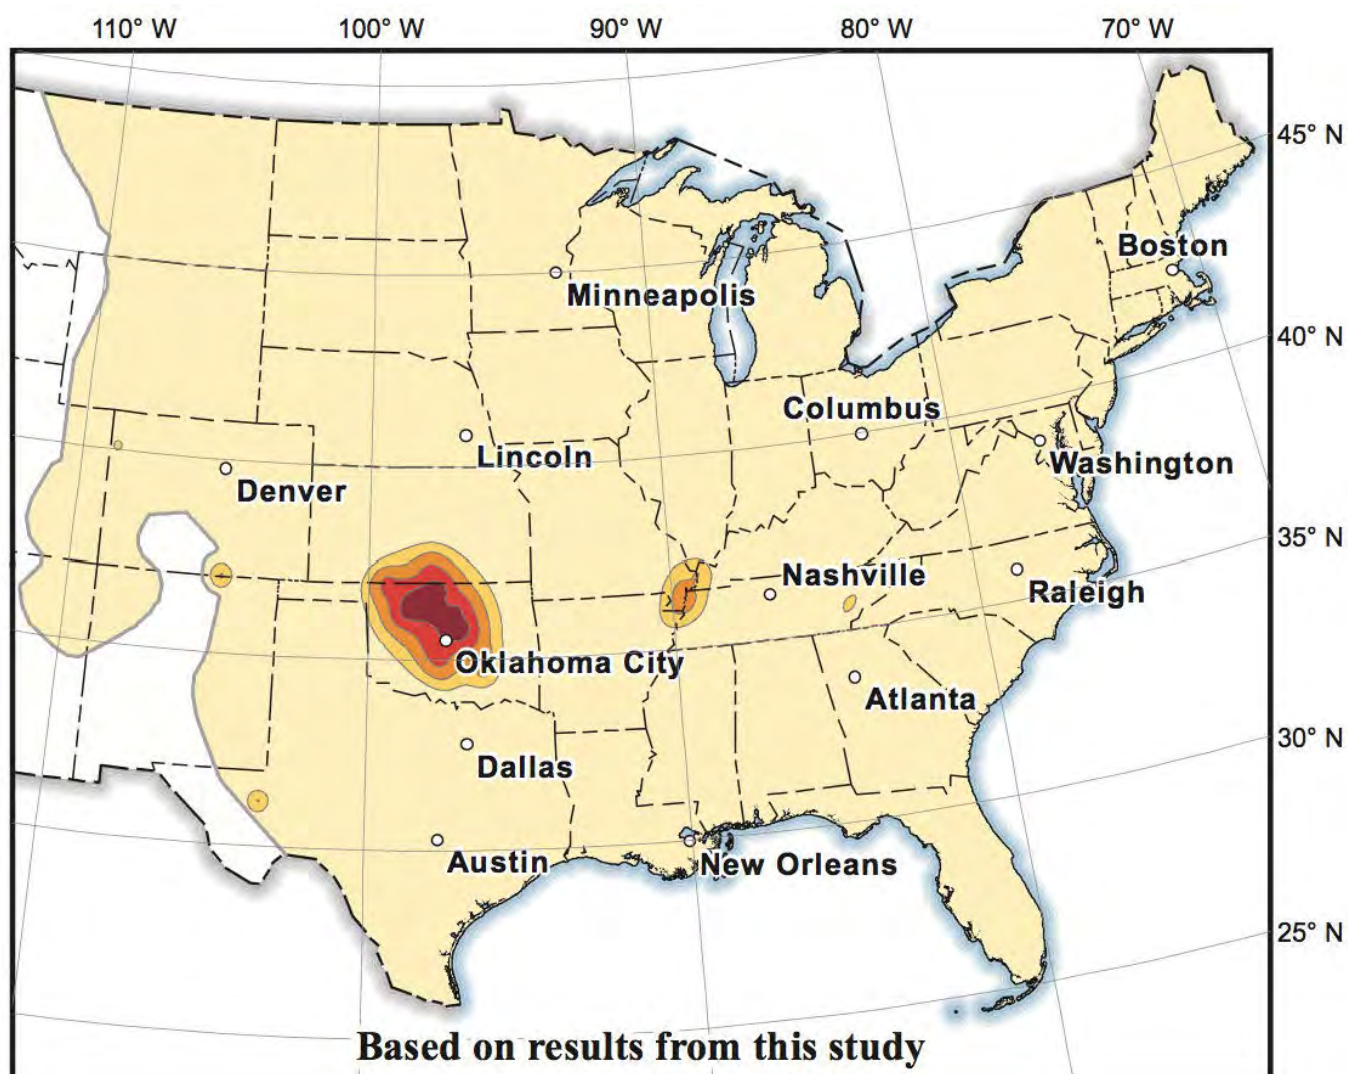 110° W 100° W 90° W 80° W 70° W
45° N
Boston
Minneapolis
40° N
Columbus
Lincoln
Washington
Denver
35° N
Nashville
Raleigh
Oklahoma City
Atlanta
30° N
Dallas
Austin
New Orleans
25° N
Based on results from this study